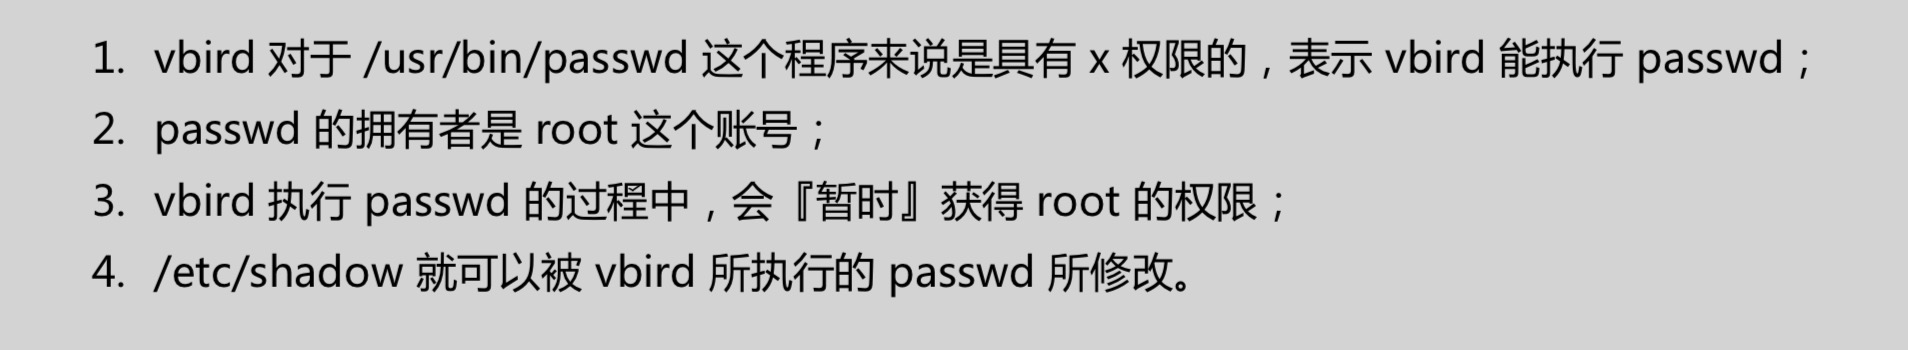 1. vbird 对于 /usr/bin/passwd 这个程序来说是具有 x 权限的，表示 vbird 能执行 passwd；
2. passwd 的拥有者是 root 这个账号；
3. vbird 执行 passwd 的过程中，会『暂时』获得 root 的权限；
4. /etc/shadow 就可以被 vbird 所执行的 passwd 所修改。